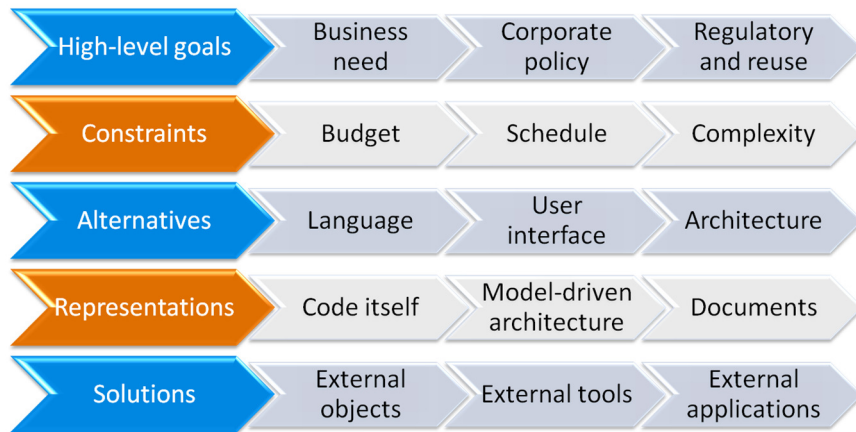 High-level goals
Business
need
Corporate
policy
Regulatory
and reuse
Constraints
Budget
Schedule
Complexity
Alternatives
Language
User
interface
Architecture
Representations
Code itself
Model-driven
architecture
Documents
Solutions
External
objects
External tools
External
applications